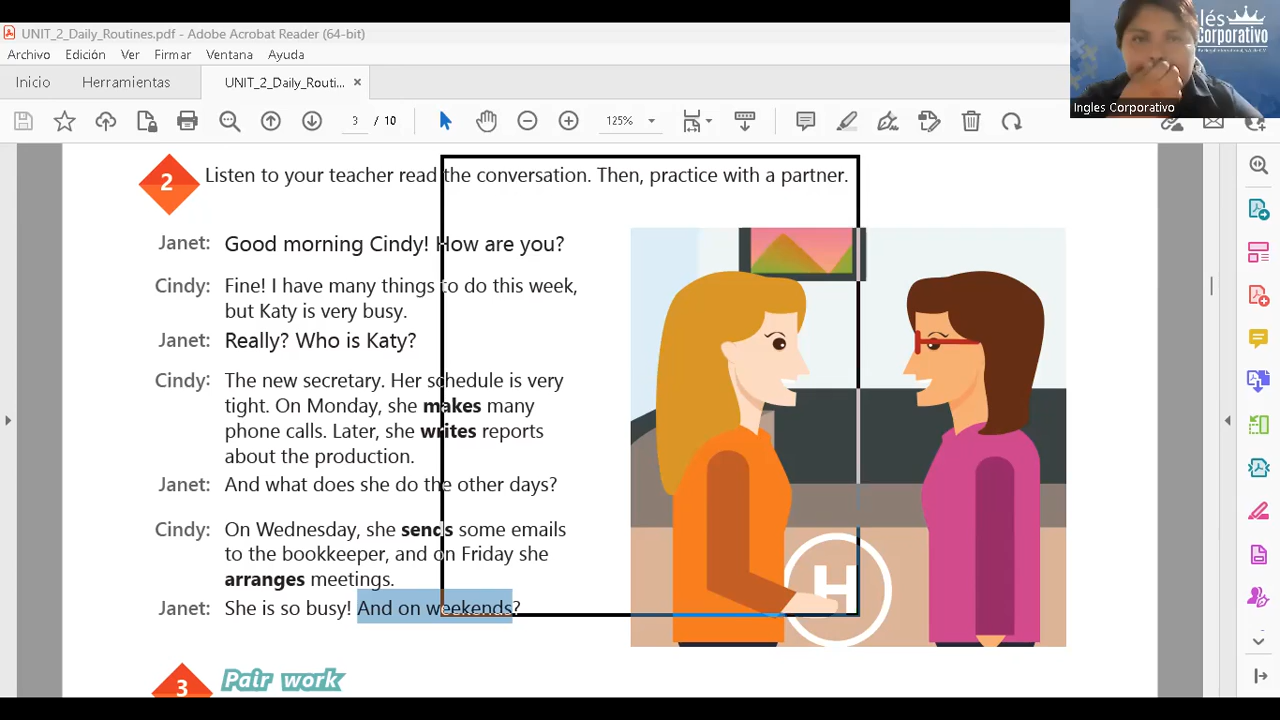 UNIT_2_Daily_Routines.pdf - Adobe Acrobat Reader (64-bit)
Archivo Edición Ver Firmar Ventana Ayuda
Inicio Herramientas UNIT_2_Daily_Routi... ×
3 / 10 125%
lés
Corporativo
Ingles Corporativo
2 Listen to your teacher read the conversation. Then, practice with a partner.
Janet: Good morning Cindy! How are you?
Cindy: Fine! I have many things to do this week,
but Katy is very busy.
Janet: Really? Who is Katy?
Cindy: The new secretary. Her schedule is very
tight. On Monday, she makes many
phone calls. Later, she writes reports
about the production.
Janet: And what does she do the other days?
Cindy: On Wednesday, she sends some emails
to the bookkeeper, and on Friday she
arranges meetings.
Janet: She is so busy! And on weekends?
H
3 Pair work